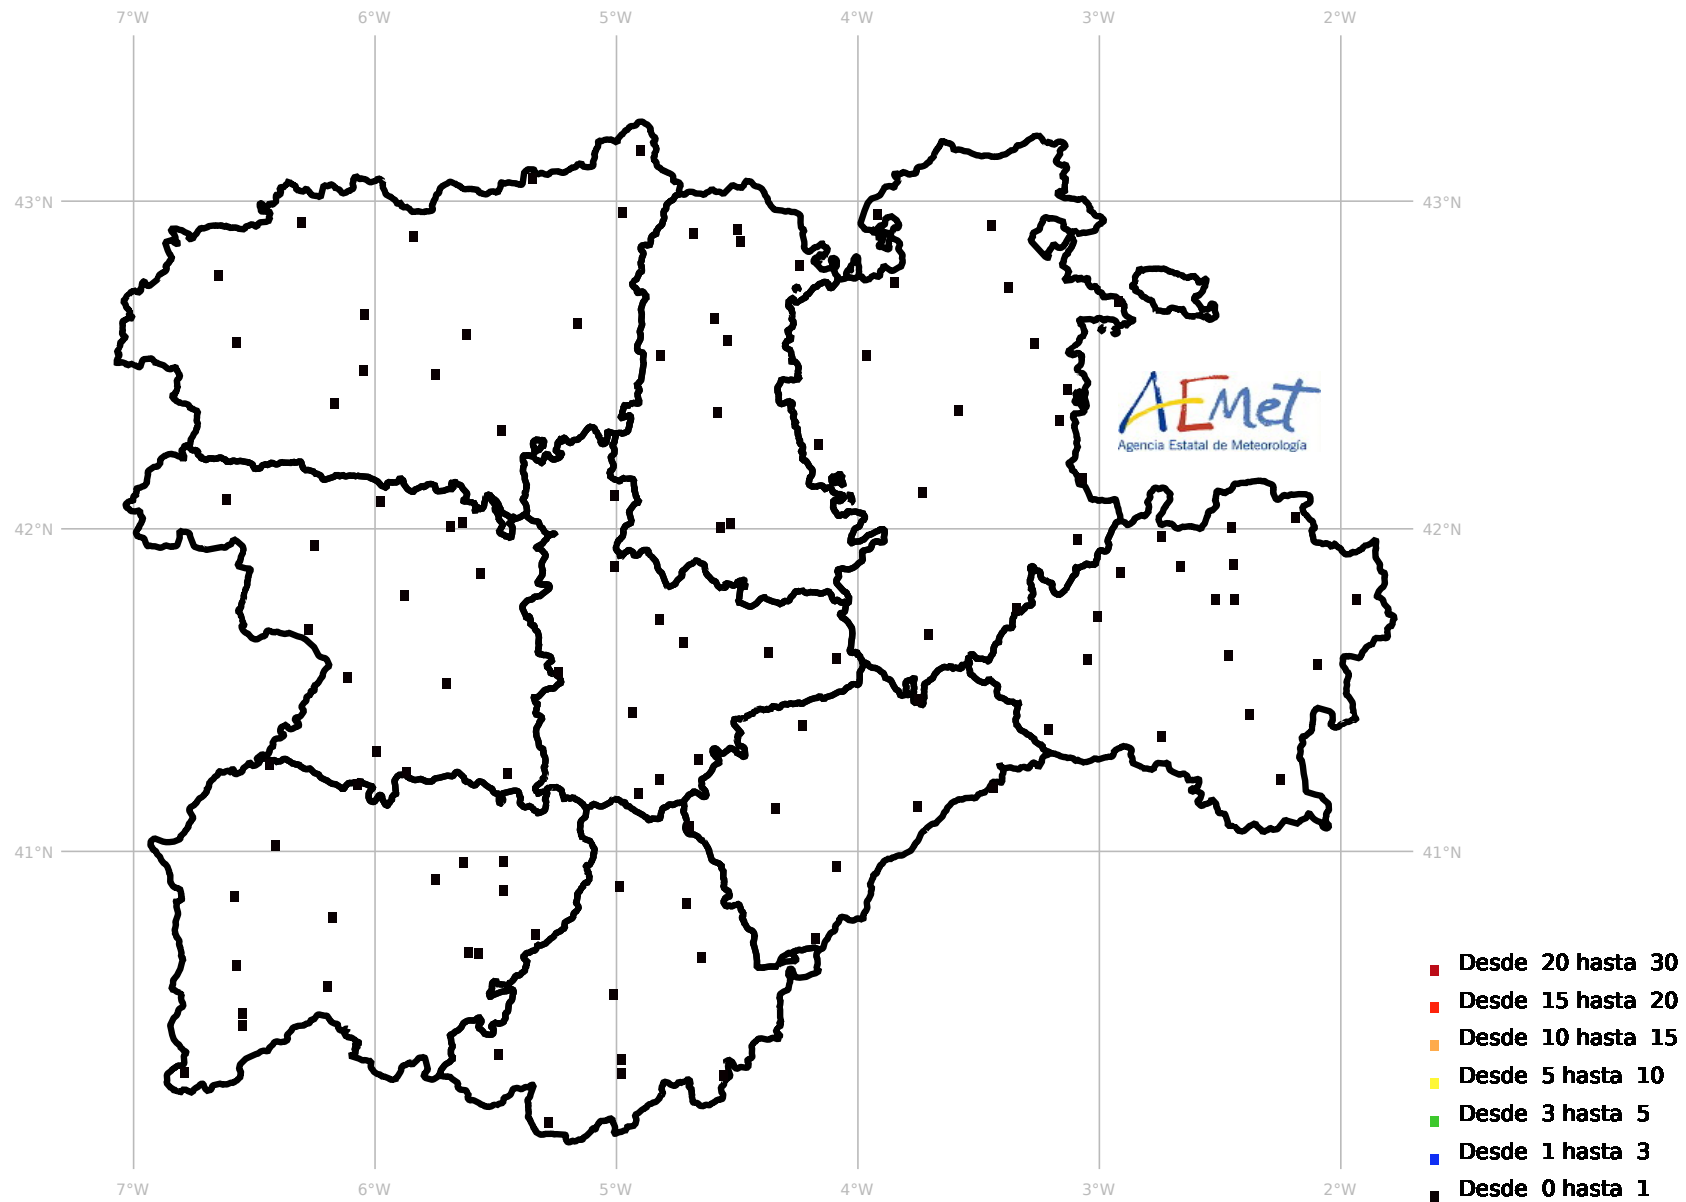 7°W 6°W 5°W 4°W 3°W 2°W
43°N 43°N
AEMet
Agencia Estatal de Meteorología
42°N 42°N
41°N 41°N
Desde 20 hasta 30
Desde 15 hasta 20
Desde 10 hasta 15
Desde 5 hasta 10
Desde 3 hasta 5
Desde 1 hasta 3
Desde 0 hasta 1
7°W 6°W 5°W 4°W 3°W 2°W